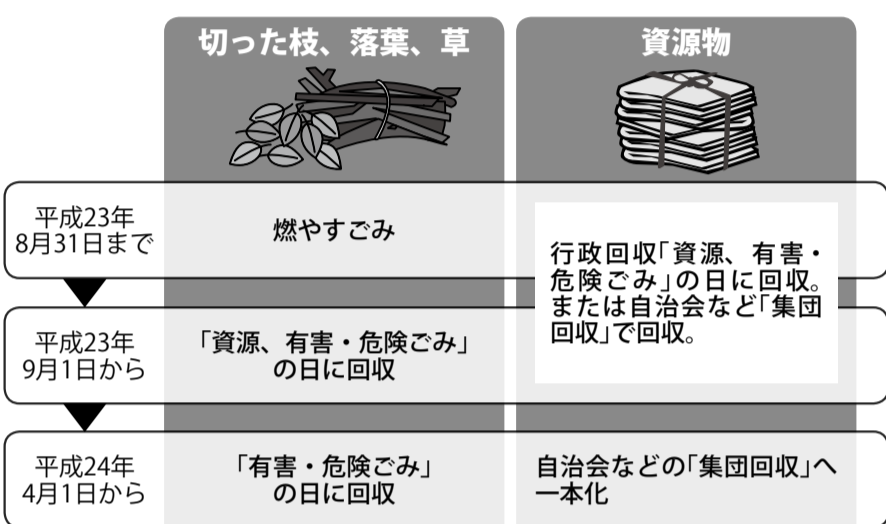 切った枝、落葉、草
資源物
平成23年
8月31日まで
燃やすごみ
行政回収「資源、有害・
危険ごみ」の日に回収。
または自治会など「集団
回収」で回収。
平成23年
9月1日から
「資源、有害・危険ごみ」
の日に回収
平成24年
4月1日から
「有害・危険ごみ」
の日に回収
自治会などの「集団回収」へ
一本化